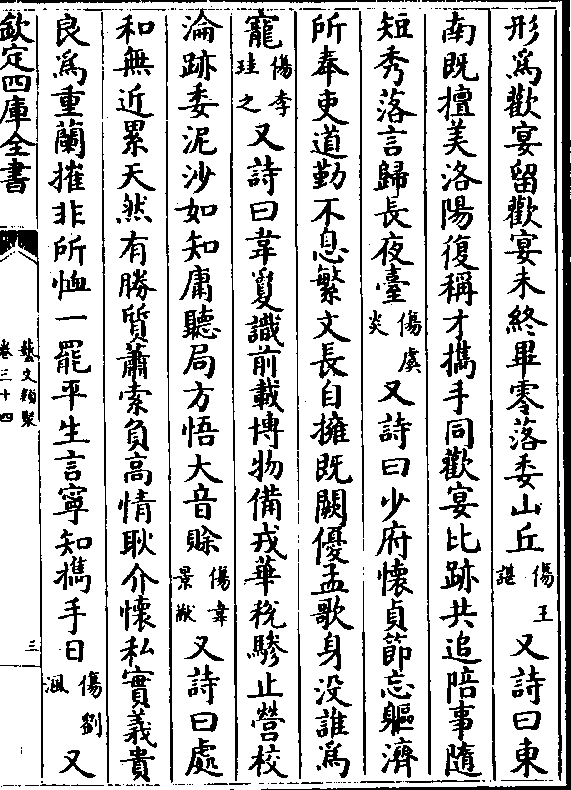 形爲歡宴留歡宴未終畢零落委山丘傷王諶又詩曰東
南既擅美洛陽復稱才攜手同歡宴比跡共追陪事隨
短秀落言歸長夜臺傷虞炎又詩曰少府懷貞節忘軀濟
所奉吏道勤不息繁文長自擁既闕優孟歌身沒誰爲
寵傷李珪之又詩曰韋叟識前載博物備戎華稅驂止營校
淪跡委泥沙如知庸聽局方悟大音賖傷韋景猷又詩曰處
和無近累天然有勝質蕭索負高情耿介懷私實義貴
良爲重蘭摧非所恤一罷平生言寧知攜手日傷劉渢又
欽定四庫全書
藝文類聚
卷三十四
三